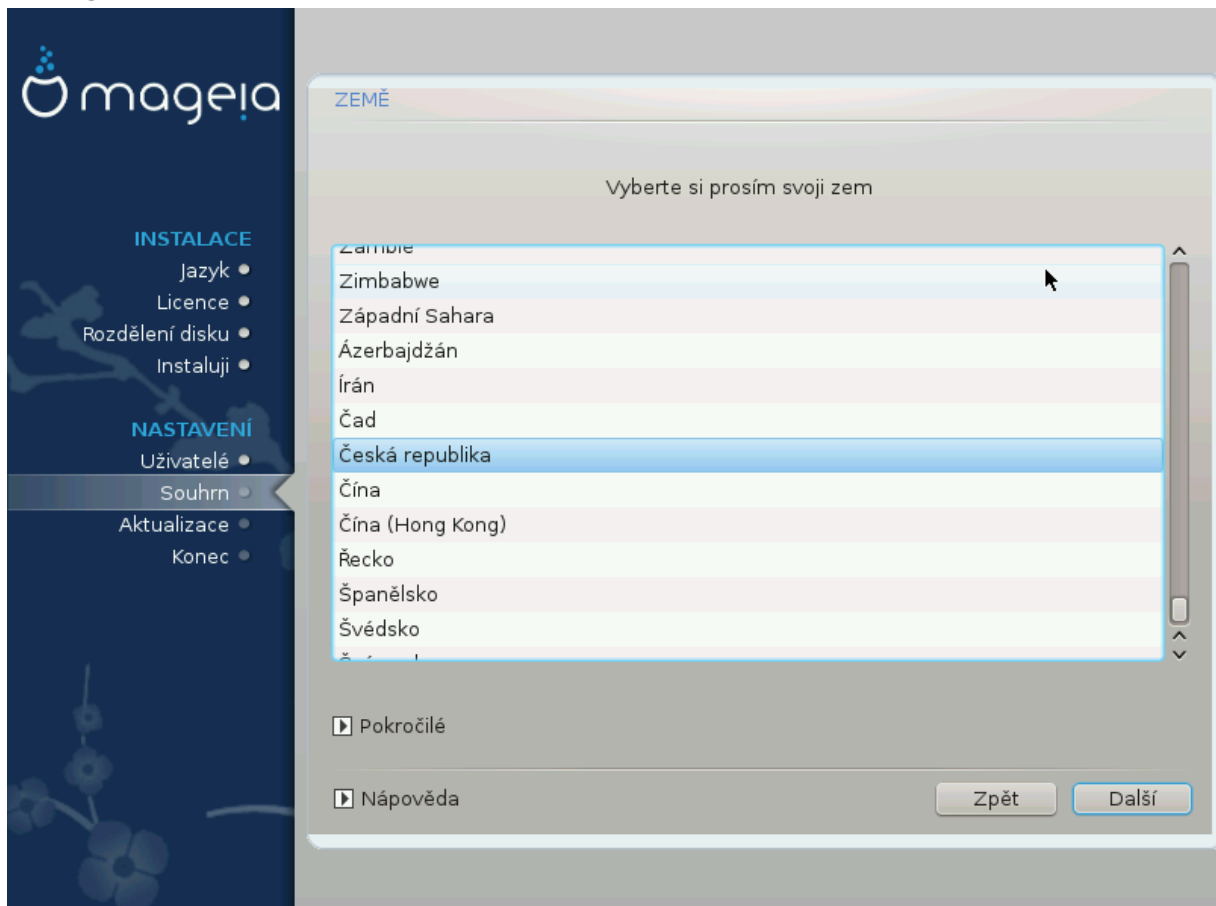 mageia
INSTALACE
Jazyk
Licence
Rozdělení disku
Instaluji
NASTAVENÍ
Uživatelé
Souhrn
Aktualizace
Konec
ZEMĚ
Vyberte si prosím svoji zem
Zambie
Zimbabwe
Západní Sahara
Ázerbajdžán
Írán
Čad
Česká republika
Čína
Čína (Hong Kong)
Řecko
Španělsko
Švédsko
Pokročilé
Nápověda
Zpět
Další